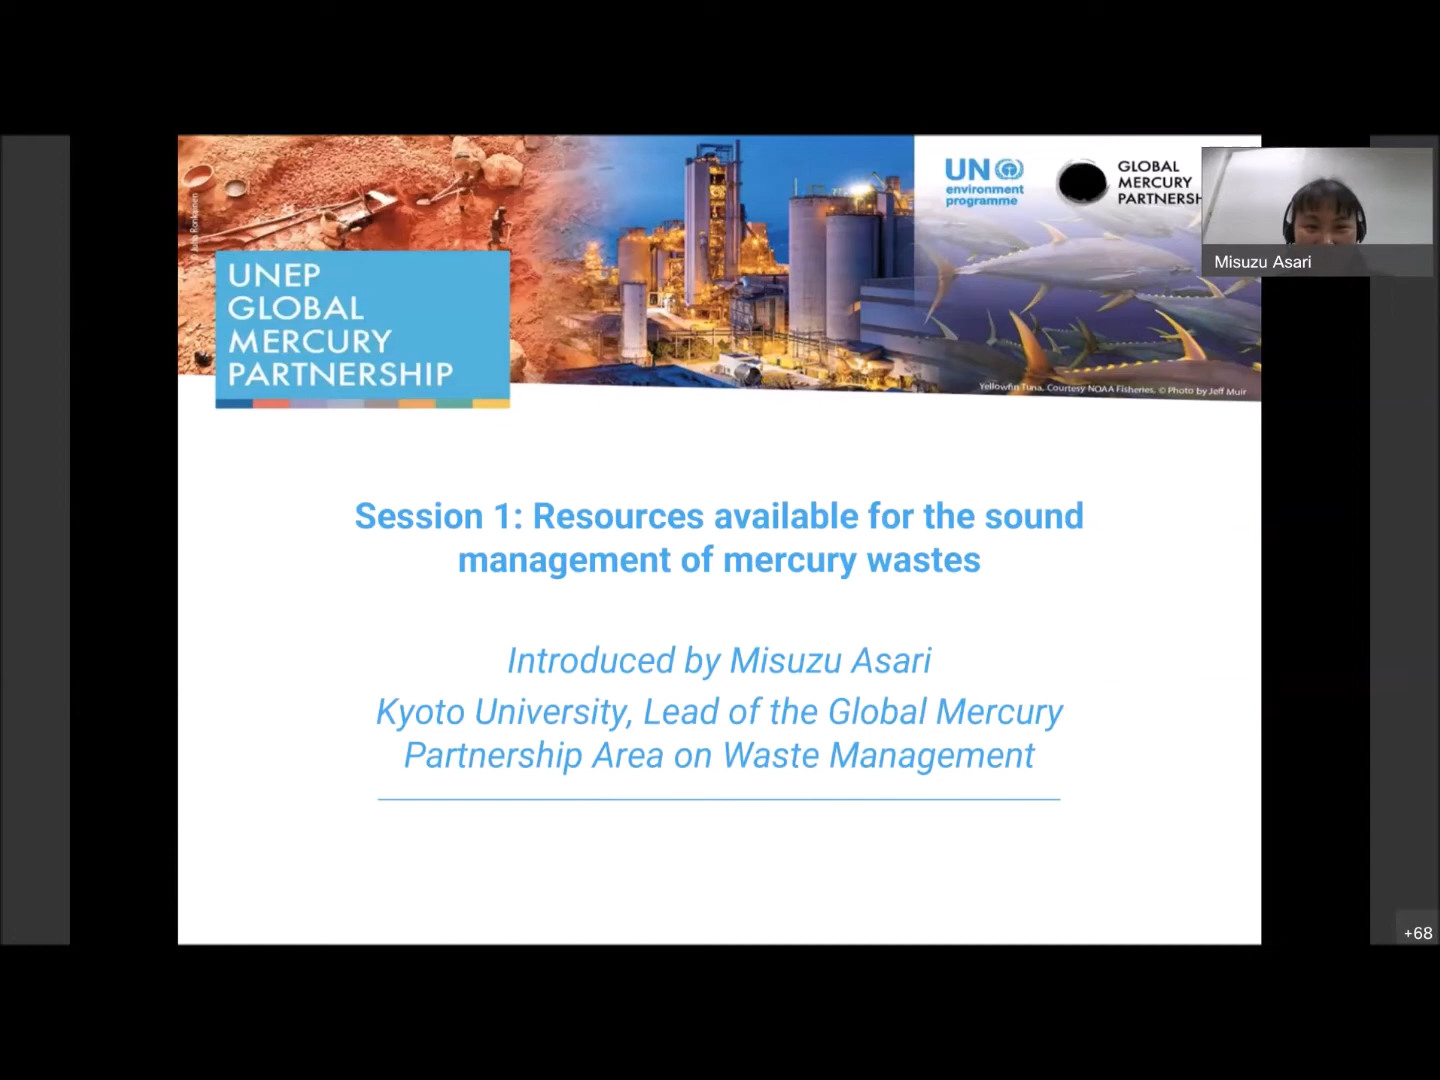 UN
environment
programme
GLOBAL
MERCURY
PARTNERSH
Misuzu Asari
UNEP
GLOBAL
MERCURY
PARTNERSHIP
Yellowfin Tuna, Courtesy NOAA Fisheries. © Photo by Jeff Muir
Session 1: Resources available for the sound
management of mercury wastes
Introduced by Misuzu Asari
Kyoto University, Lead of the Global Mercury
Partnership Area on Waste Management
+68